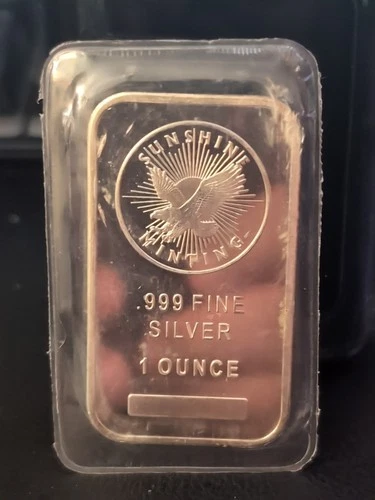 SUNSHINE
MINTING
.999 FINE
SILVER
1 OUNCE